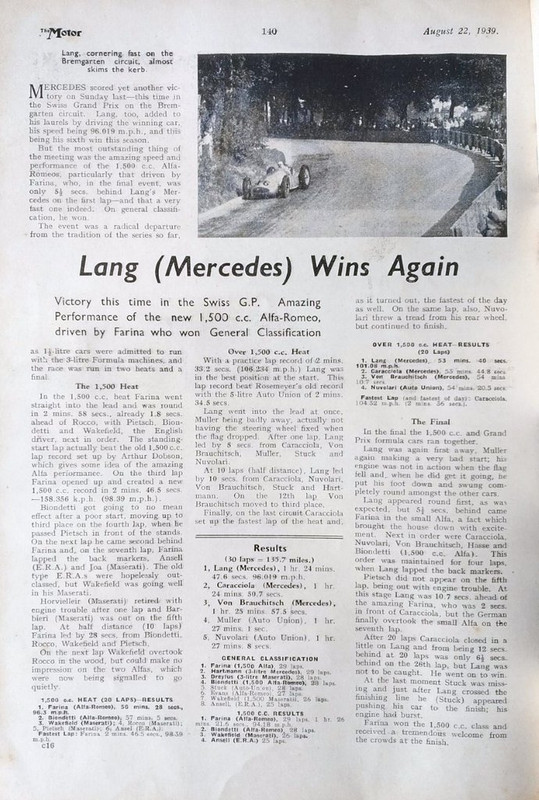 The Motor
140
August 22, 1939.
Lang, cornering fast on the
Bremgarten circuit, almost
skims the kerb.
MERCEDES scored yet another vic-
tory on Sunday last—this time in
the Swiss Grand Prix on the Brem-
garten circuit. Lang, too, added to
his laurels by driving the winning car,
his speed being 96.019 m.p.h., and this
being his sixth win this season.
But the most outstanding thing of
the meeting was the amazing speed and
performance of the 1,500 c.c. Alfa-
Romeos, particularly that driven by
Farina, who, in the final event, was
only 5½ secs. behind Lang's Mer-
cedes on the first lap—and that a very
fast one indeed. On general classifi-
cation, he won.
The event was a radical departure
from the tradition of the series so far,
Lang (Mercedes) Wins Again
Victory this time in the Swiss G.P. Amazing
Performance of the new 1,500 c.c. Alfa-Romeo,
driven by Farina who won General Classification
as 1½ litre cars were admitted to run
with the 3-litre Formula machines, and
the race was run in two heats and a
final.
The 1,500 Heat
In the 1,500 c.c. heat Farina went
straight into the lead and was round
in 2 mins. 58 secs., already 1.8 secs.
ahead of Rocco, with Pietsch, Bion-
detti and Wakefield, the English
driver, next in order. The standing-
start lap actually beat the old 1,500 c.c.
lap record set up by Arthur Dobson,
which gives some idea of the amazing
Alfa performance. On the third lap
Farina opened up and created a new
1,500 c.c. record in 2 mins. 46.5 secs.
—158.356 k.p.h. (98.39 m.p.h.).
Biondetti got going to no mean
effect after a poor start, moving up to
third place on the fourth lap, when he
passed Pietsch in front of the stands.
On the next lap he came second behind
Farina and, on the seventh lap, Farina
lapped the back markers, Ansell
(E.R.A.) and Joa (Maserati). The old
type E.R.A.s were hopelessly out-
classed, but Wakefield was going well
in his Maserati.
Horvilleür (Maserati) retired with
engine trouble after one lap and Bar-
bieri (Maserati) was out on the fifth
lap. At half distance (10 laps)
Farina led by 28 secs. from Biondetti,
Rocco, Wakefield and Pietsch.
On the next lap Wakefield overtook
Rocco in the wood, but could make no
impression on the two Alfas, which
were now being signalled to go
quietly.
1,500 c.c. HEAT (20 LAPS)—RESULTS
1. Farina (Alfa-Romeo), 56 mins. 28 secs.,
96.3 m.p.h.
2. Biondetti (Alfa-Romeo), 57 mins. 5 secs.
3. Wakefield (Maserati); 4, Rocco (Maserati);
5, Pietsch (Maserati); 6, Ansell (E.R.A.)
Fastest Lap: Farina 2 mins. 46.5 secs., 98.39
m.p.h.
c16
Over 1,500 c.c. Heat
With a practice lap record of 2 mins.
33.2 secs. (106.234 m.p.h.) Lang was
in the best position at the start. This
lap record beat Rosemeyer's old record
with the 5-litre Auto Union of 2 mins.
34.5 secs.
Lang went into the lead at once,
Muller being badly away, actually not
having the steering wheel fixed when
the flag dropped. After one lap, Lang
led by 8 secs from Caracciola, Von
Brauchitsch, Muller, Stuck and
Nuvolari.
At 10 laps (half distance), Lang led
by 10 secs. from Caracciola, Nuvolari,
Von Brauchitsch, Stuck and Hart-
mann. On the 12th lap Von
Brauchitsch moved to third place.
Finally, on the last circuit Caracciola
set up the fastest lap of the heat and,
Results
(30 laps = 135.7 miles.)
1, Lang (Mercedes), 1 hr. 24 mins.
47.6 secs. 96.019 m.p.h.
2, Caracciola (Mercedes), 1 hr.
24 mins. 50.7 secs.
3, Von Brauchitsch (Mercedes),
1 hr. 25 mins 57.5 secs.
4, Muller (Auto Union), 1 hr.
27 mins. 1 sec.
5, Nuvolari (Auto Union), 1 hr.
27 mins. 8 secs.
GENERAL CLASSIFICATION
1. Farina (1,500 Alfa)
2. Hartmann (3-litre Mercedes)
3. Dreyfus (3-litre Maserati)
4. Biondetti (1,500 Alfa-Romeo)
5. Stuck (Auto-Union)
6. Evans (Alfa-Romeo)
7. Wakefield (1,500 Maserati)
8. Ansell, (E.R.A.) 25 laps.
1,500 C.C. RESULTS
1. Farina (Alfa-Romeo)
2. Biondetti (Alfa-Romeo)
3. Wakefield (Maserati)
4. Ansell (E.R.A.) 25 laps.
as it turned out, the fastest of the day
as well. On the same lap, also, Nuvo-
lari threw a tread from his rear wheel,
but continued to finish.
OVER 1,500 c.c. HEAT—RESULTS
(20 Laps)
1. Lang (Mercedes), 53 mins. 40 secs.
101.08 m.p.h.
2. Caracciola (Mercedes), 53 mins. 44.8 secs.
3. Von Brauchitsch (Mercedes), 54 mins
4. Nuvolari (Auto Union), 54 mins. 20.5 secs
Fastest Lap (and fastest of day): Caracciola,
104.52 m.p.h. (2 mins. 36 secs.).
The Final
In the final the 1,500 c.c. and Grand
Prix formula cars ran together.
Lang was again first away, Muller
again making a very bad start; his
engine was not in action when the flag
fell and, when he did get it going, he
put his foot down and swung com-
pletely round amongst the other cars.
Lang appeared round first, as was
expected, but 5½ secs. behind came
Farina in the small Alfa, a fact which
brought the house down with excite-
ment. Next in order were Caracciola,
Nuvolari, Von Brauchitsch, Hasse and
Biondetti (1,500 c.c. Alfa). This
order was maintained for four laps,
when Lang lapped the back markers.
Pietsch did not appear on the fifth
lap, being out with engine trouble. At
this stage Lang was 10.7 secs. ahead of
the amazing Farina, who was 2 secs.
in front of Caracciola, but the German
finally overtook the small Alfa on the
seventh lap.
After 20 laps Caracciola closed in a
little on Lang and from being 12 secs.
behind at 20 laps was only 6½ secs.
behind on the 26th lap, but Lang was
not to be caught. He went on to win.
At the last moment Stuck was miss-
ing and just after Lang crossed the
finishing line he (Stuck) appeared
pushing his car to the finish; his
engine had burst.
Farina won the 1,500 c.c. class and
received a tremendous welcome from
the crowds at the finish.